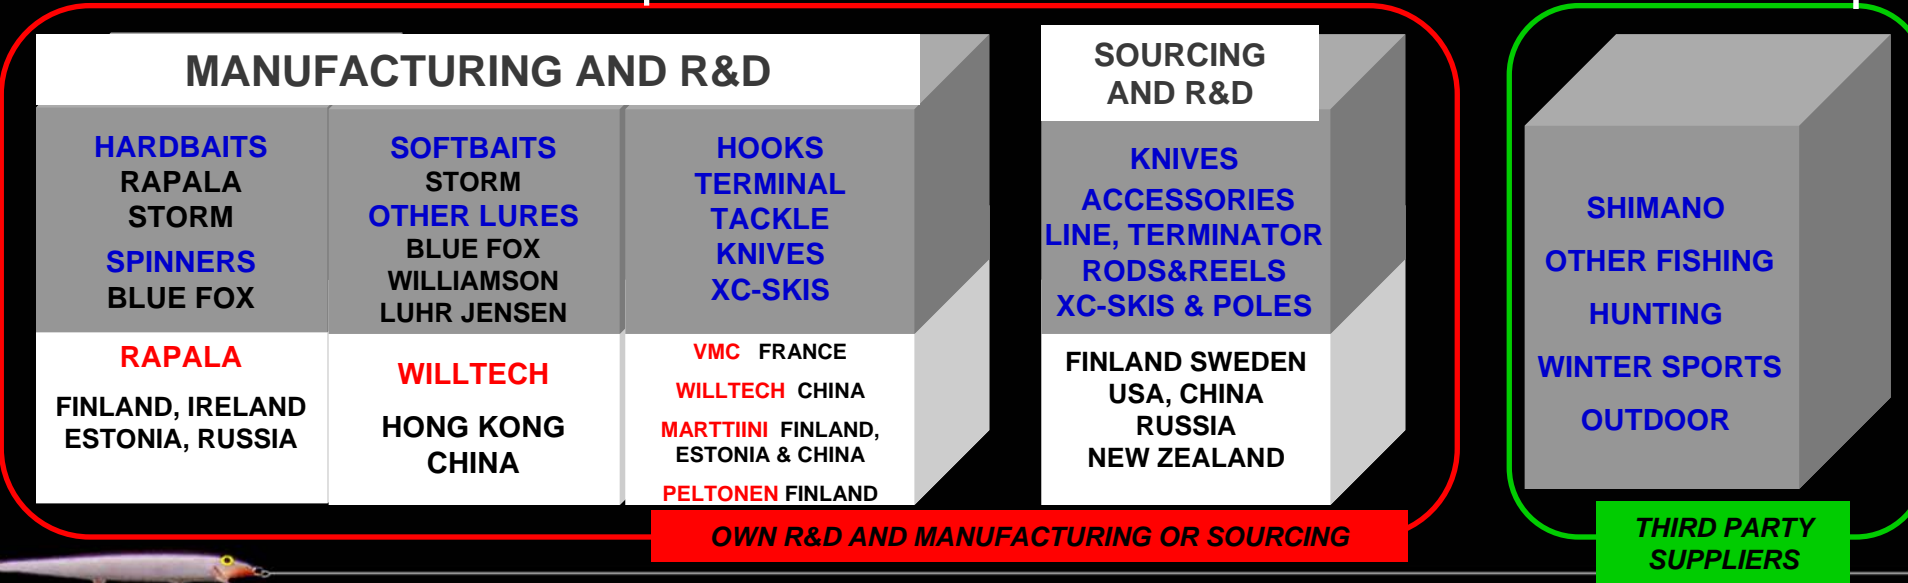 MANUFACTURING AND R&D
HARDBAITS
RAPALA
STORM
SPINNERS
BLUE FOX
RAPALA
FINLAND, IRELAND
ESTONIA, RUSSIA
SOFTBAITS
STORM
OTHER LURES
BLUE FOX
WILLIAMSON
LUHR JENSEN
WILLTECH
HONG KONG
CHINA
HOOKS
TERMINAL
TACKLE
KNIVES
XC-SKIS
VMC FRANCE
WILLTECH CHINA
MARTTIINI FINLAND,
ESTONIA & CHINA
PELTONEN FINLAND
SOURCING
AND R&D
KNIVES
ACCESSORIES
LINE, TERMINATOR
RODS&REELS
XC-SKIS & POLES
FINLAND SWEDEN
USA, CHINA
RUSSIA
NEW ZEALAND
OWN R&D AND MANUFACTURING OR SOURCING
SHIMANO
OTHER FISHING
HUNTING
WINTER SPORTS
OUTDOOR
THIRD PARTY
SUPPLIERS